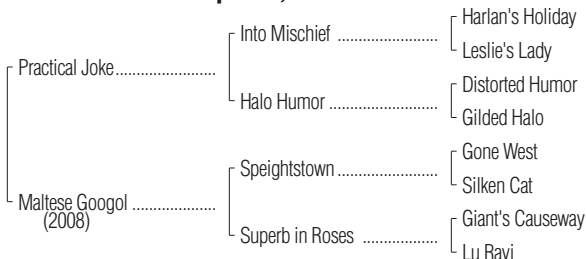 Harlan's Holiday
Into Mischief ....................
Leslie's Lady
Practical Joke.......................
Distorted Humor
Halo Humor ......................
Gilded Halo
Gone West
Speightstown ....................
Silken Cat
Maltese Googol ...................
(2008)
Giant's Causeway
Superb in Roses .................
Lu Ravi